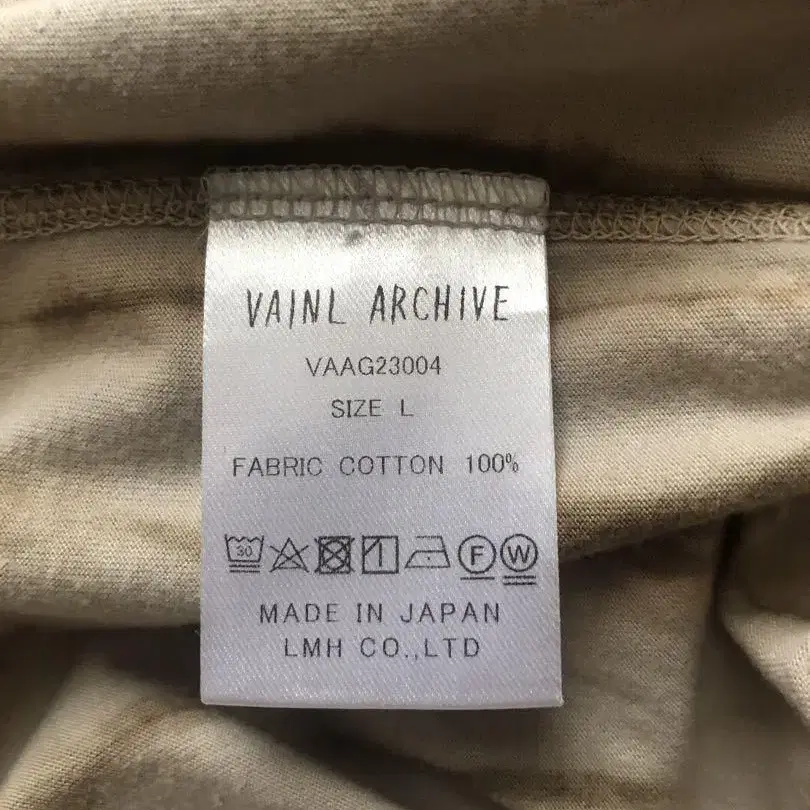 VAINL ARCHIVE
VAAG23004
SIZE L
FABRIC COTTON 100%
30 F W
MADE IN JAPAN
LMH CO.,LTD